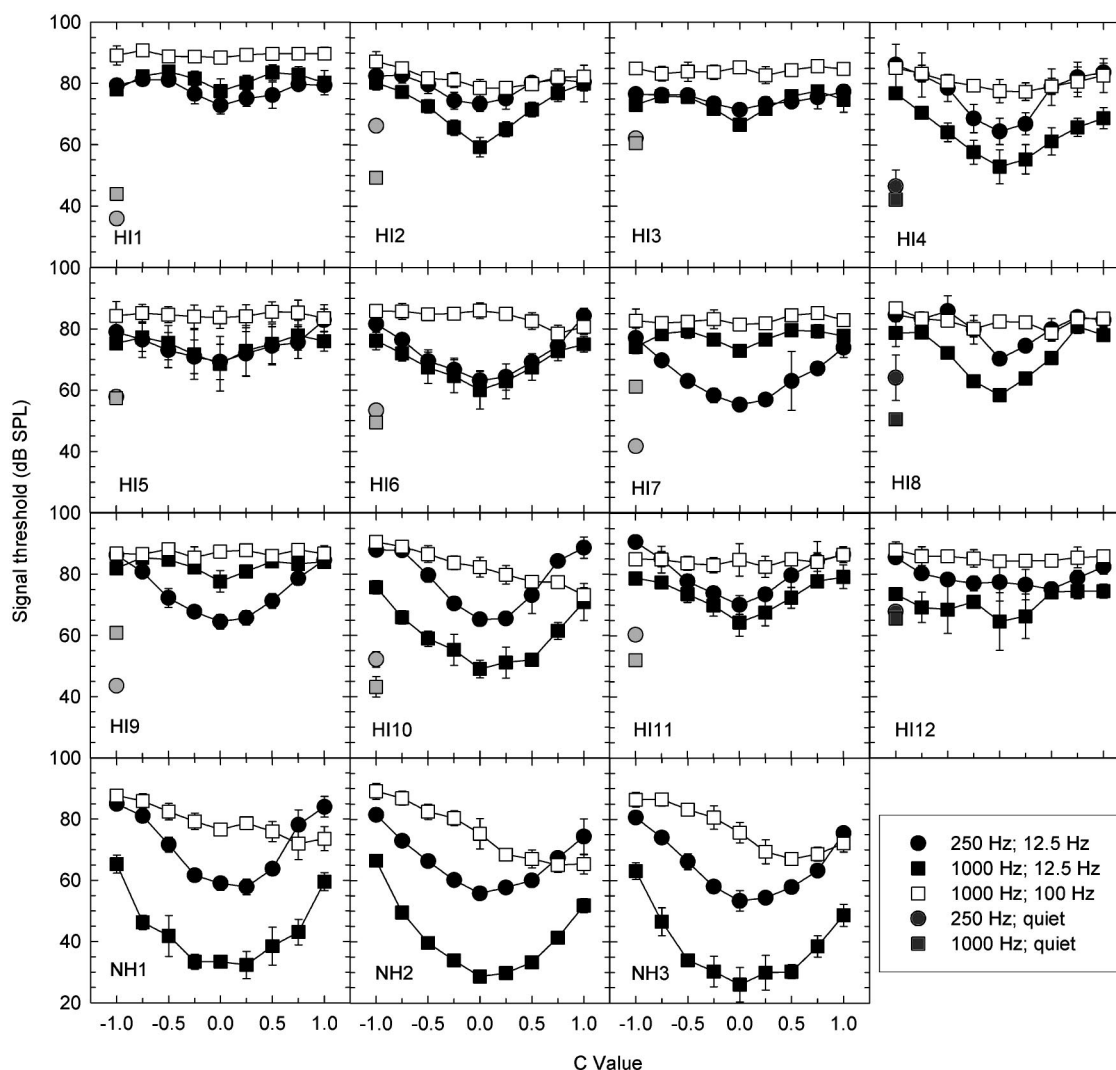 100
80
60
40
HI1
HI2
HI3
HI4
100
80
60
40
HI5
HI6
HI7
HI8
100
80
60
40
HI9
HI10
HI11
HI12
100
80
60
40
20
NH1
NH2
NH3
Signal threshold (dB SPL)
250 Hz; 12.5 Hz
1000 Hz; 12.5 Hz
1000 Hz; 100 Hz
250 Hz; quiet
1000 Hz; quiet
-1.0 -0.5 0.0 0.5 1.0 -1.0 -0.5 0.0 0.5 1.0 -1.0 -0.5 0.0 0.5 1.0
C Value